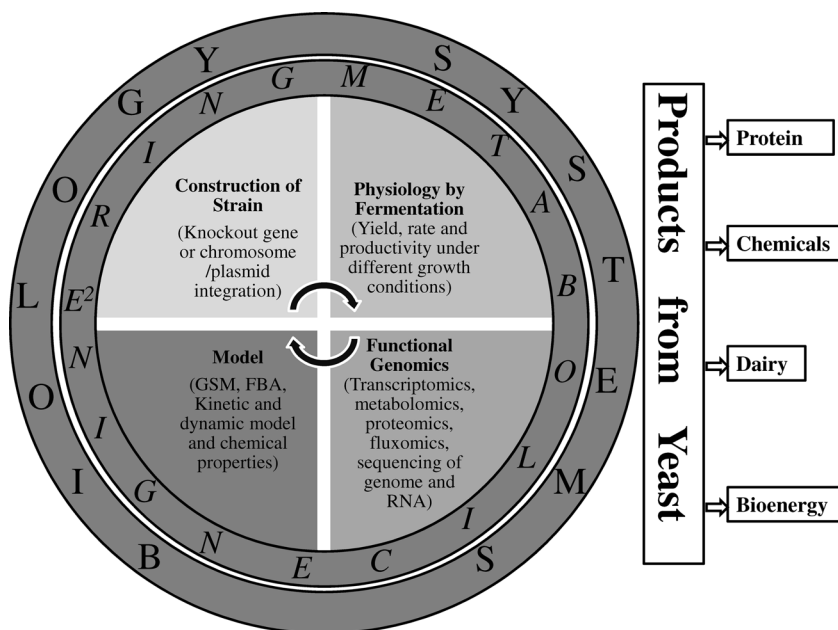 SYSTEMS BIOLOGY
METABOLIC ENGINE²RING
Construction of
Strain
(Knockout gene
or chromosome
/plasmid
integration)
Physiology by
Fermentation
(Yield, rate and
productivity under
different growth
conditions)
Model
(GSM, FBA,
Kinetic and
dynamic model
and chemical
properties)
Functional
Genomics
(Transcriptomics,
metabolomics,
proteomics,
fluxomics,
sequencing of
genome and
RNA)
Products from Yeast
Protein
Chemicals
Dairy
Bioenergy